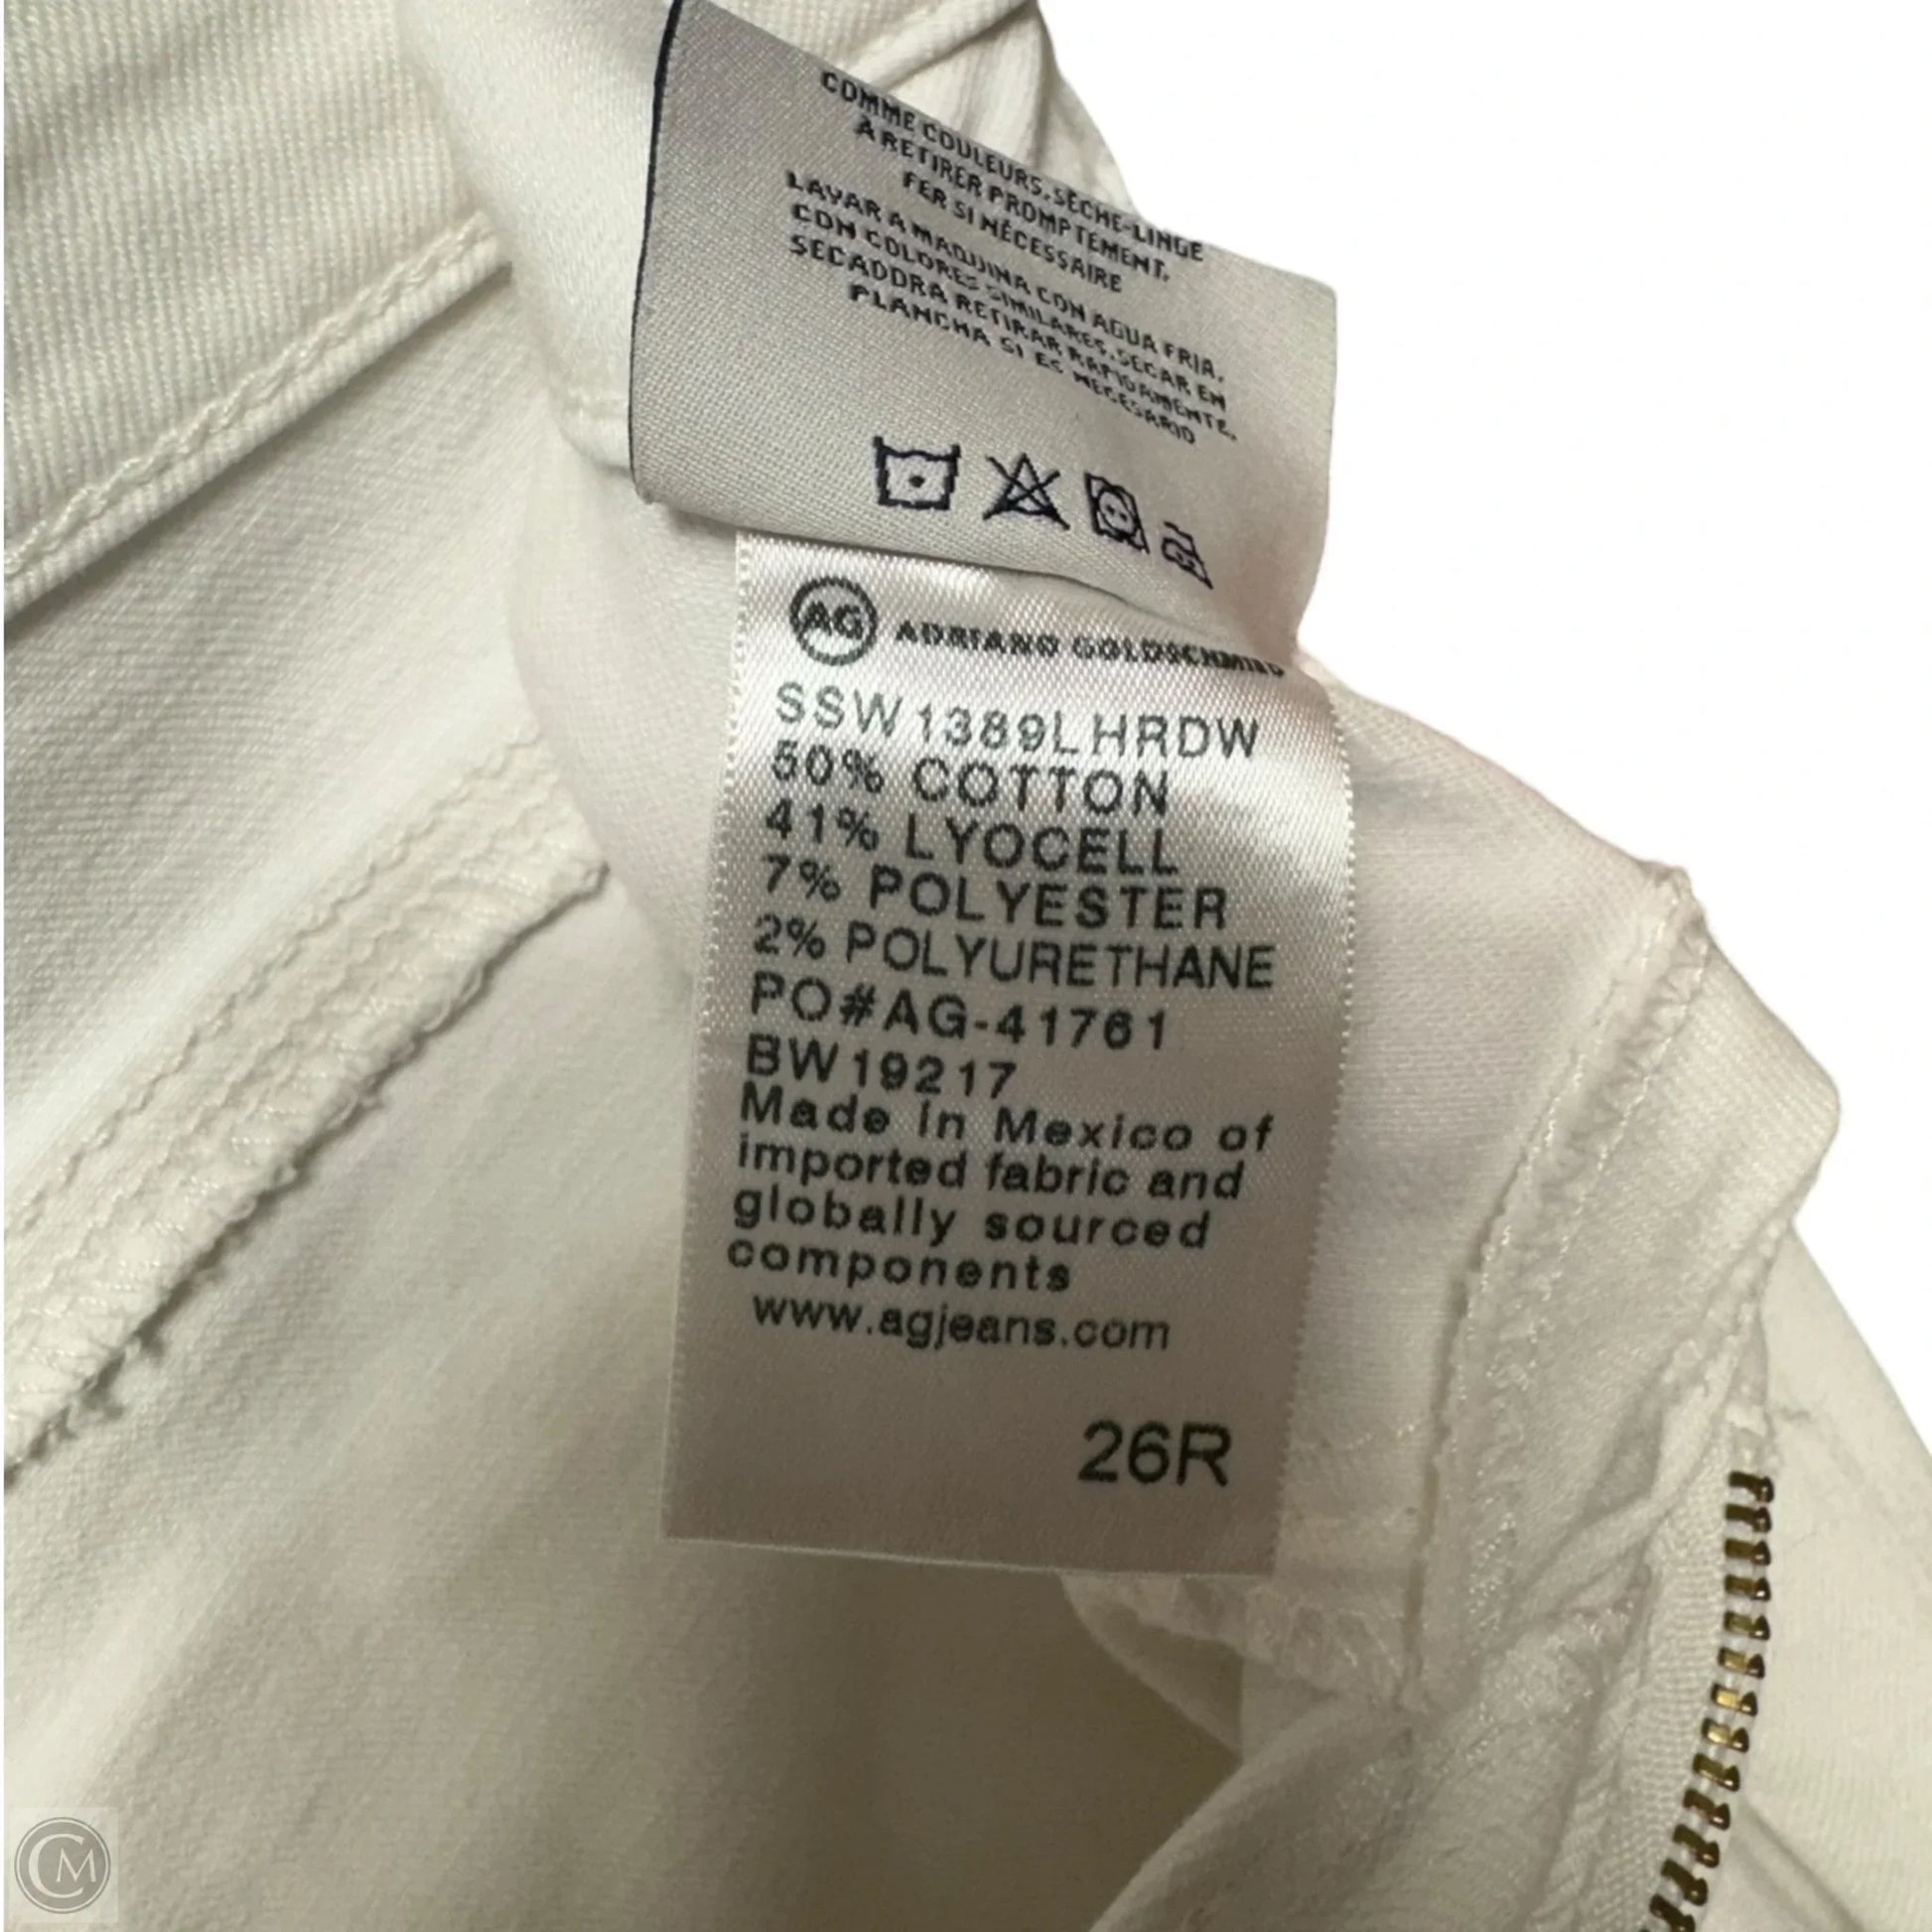 COMME COULEURS. SÈCHE-LINGE
À RETIRER PROMPTEMENT.
FER SI NÉCESSAIRE
LAVAR A MAQUINA CON AGUA FRIA.
CON COLORES SIMILARES. SECAR EN
SECADORA RETIRAR RAPIDAMENTE.
PLANCHA SI ES NECESARIO
AG ADRIANO GOLDSCHMIED
SSW1389LHRDW
50% COTTON
41% LYOCELL
7% POLYESTER
2% POLYURETHANE
PO#AG-41761
BW19217
Made in Mexico of
imported fabric and
globally sourced
components
www.agjeans.com
26R
CM